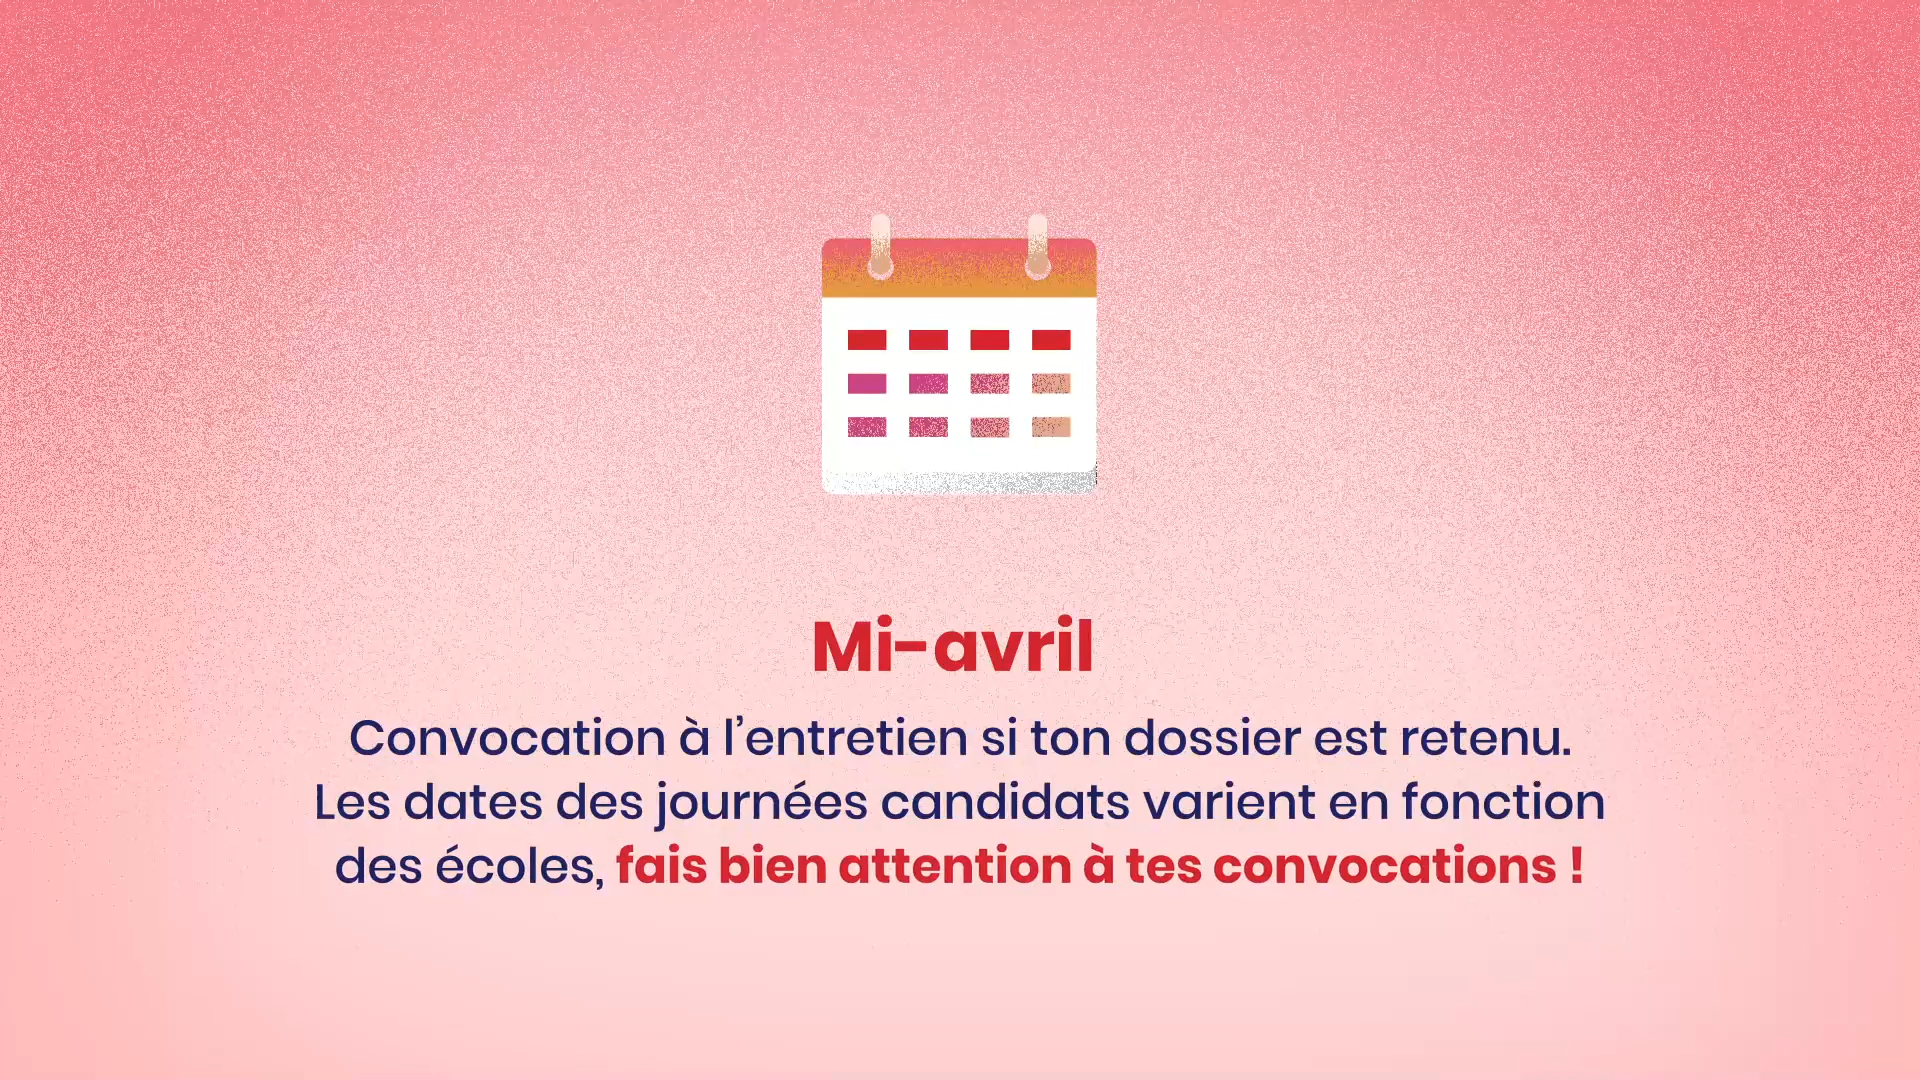 Mi-avril
Convocation à l’entretien si ton dossier est retenu.
Les dates des journées candidats varient en fonction
des écoles, fais bien attention à tes convocations !